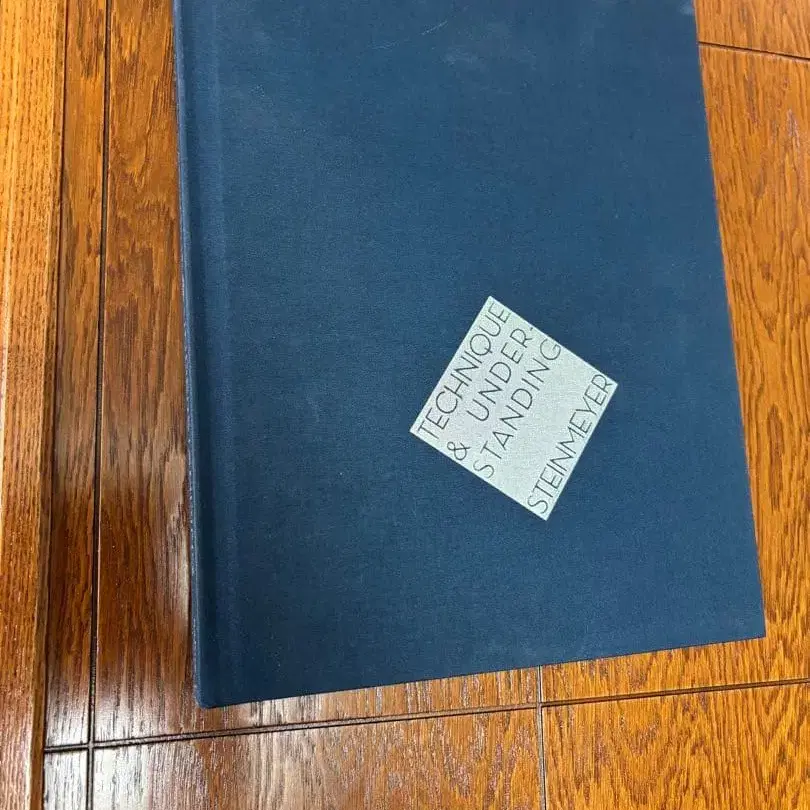 TECHNIQUE
& UNDER-
STANDING
STEINMEYER